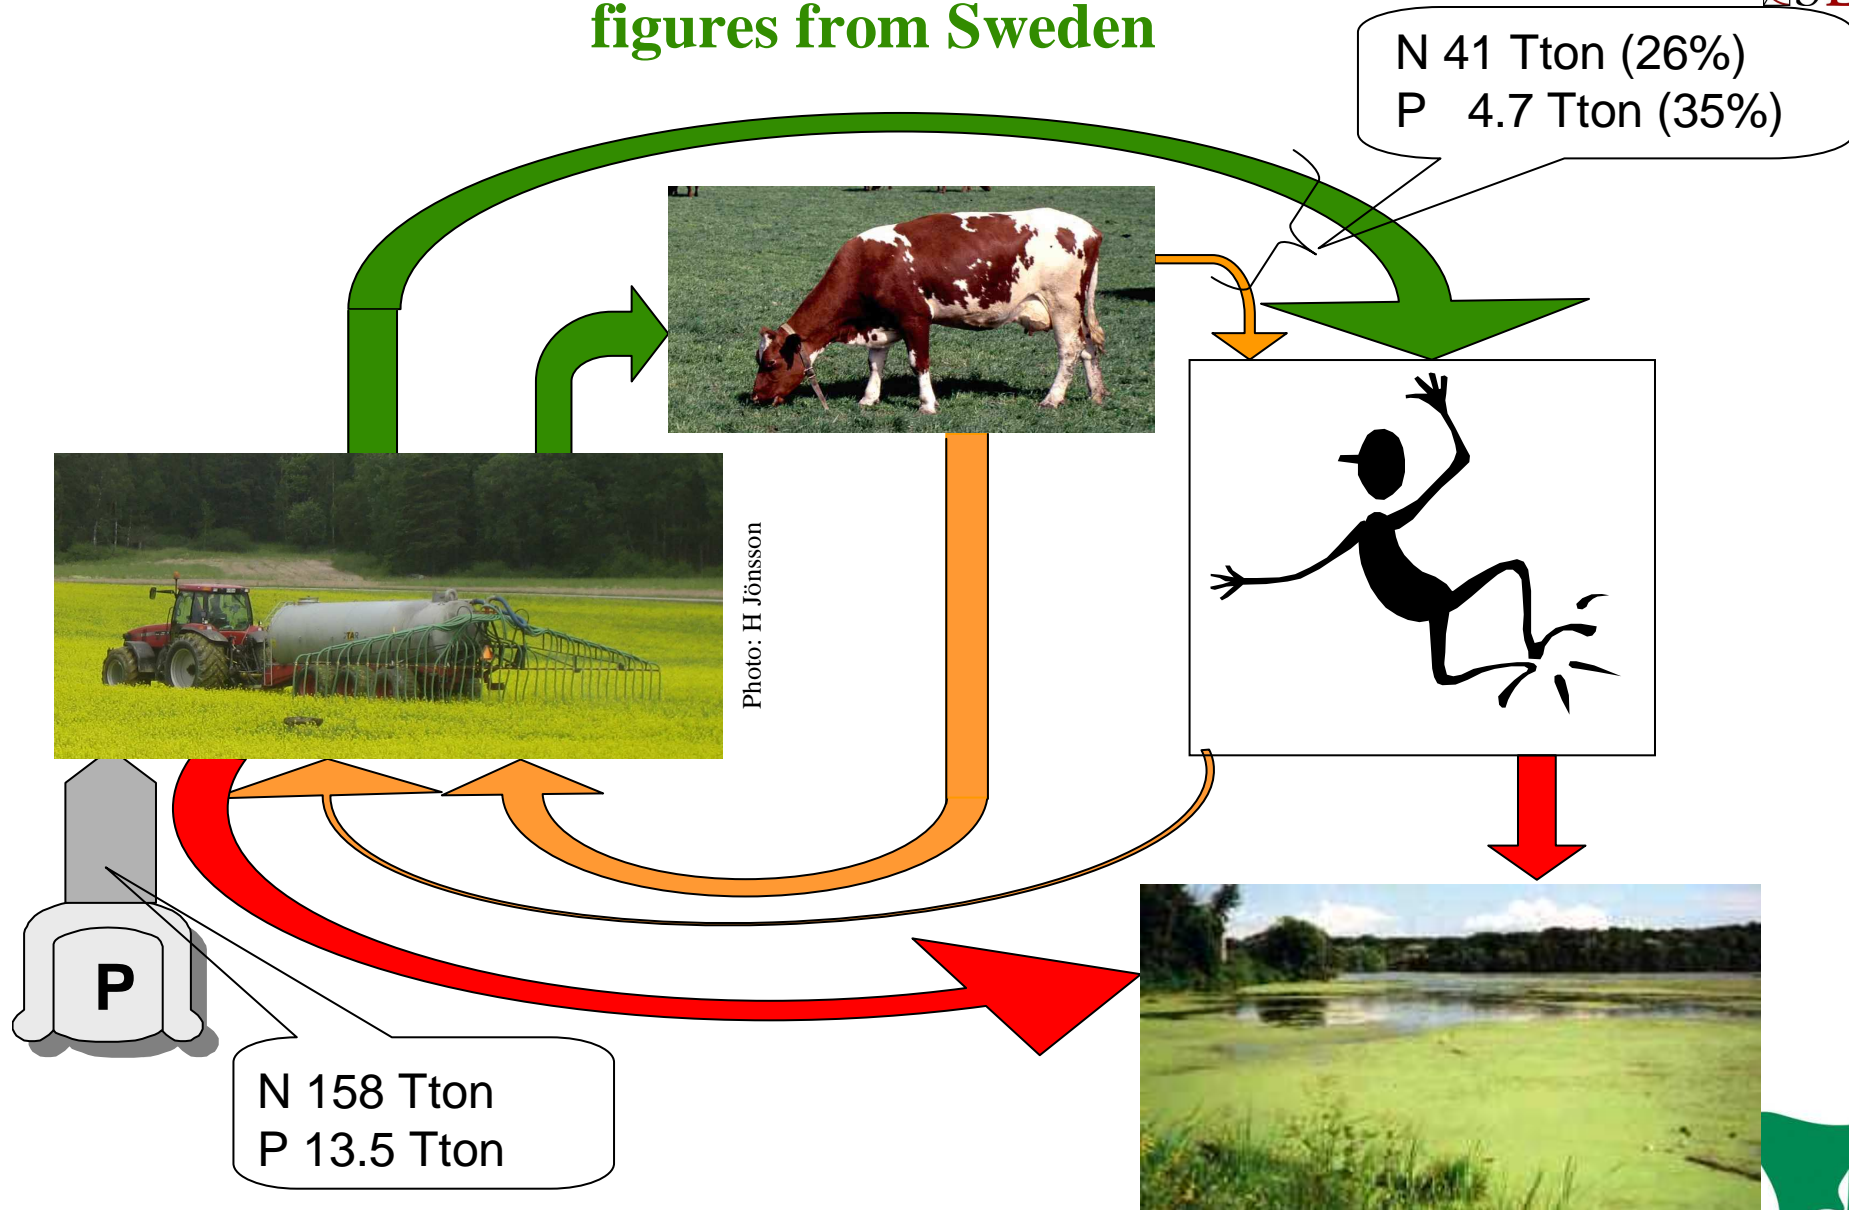 figures from Sweden
N 41 Tton (26%)
P 4.7 Tton (35%)
Photo: H Jönsson
P
N 158 Tton
P 13.5 Tton